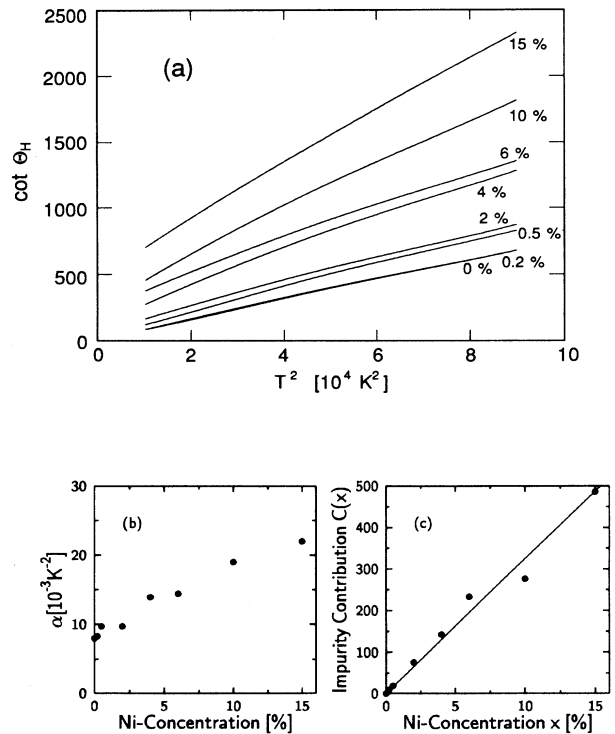 (a)
cot Θ_H
2500
2000
1500
1000
500
0
15 %
10 %
6 %
4 %
2 %
0.5 %
0 % 0.2 %
0 2 4 6 8 10
T² [10⁴ K²]
(b)
α[10⁻³K⁻²]
30
20
10
0
0 5 10 15
Ni-Concentration [%]
(c)
Impurity Contribution C(x)
500
400
300
200
100
0
0 5 10 15
Ni-Concentration x [%]